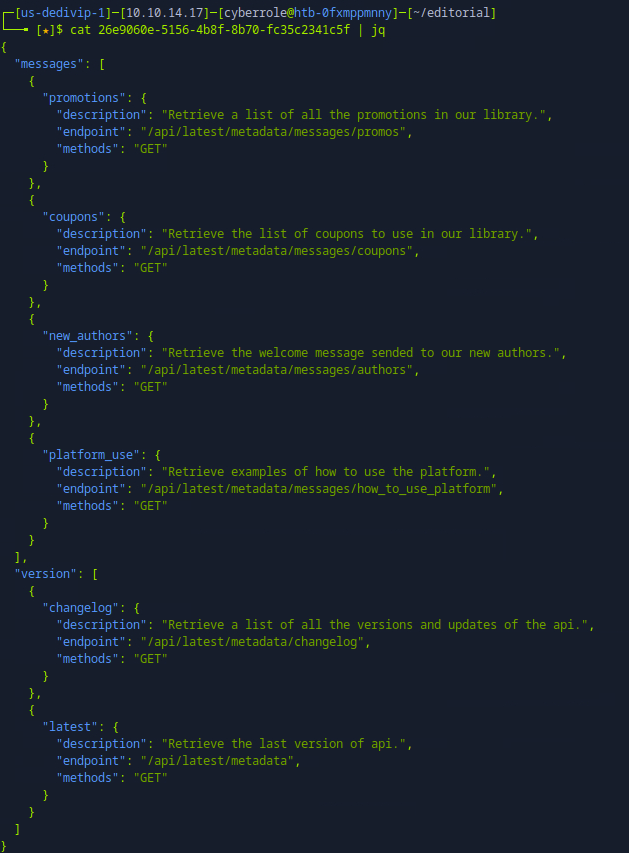 ┌─[us-dedivip-1]─[10.10.14.17]─[cyberrole@htb-0fxmppmnny]─[~/editorial]
└──╼ [★]$ cat 26e9060e-5156-4b8f-8b70-fc35c2341c5f | jq
{
  "messages": [
    {
      "promotions": {
        "description": "Retrieve a list of all the promotions in our library.",
        "endpoint": "/api/latest/metadata/messages/promos",
        "methods": "GET"
      }
    },
    {
      "coupons": {
        "description": "Retrieve the list of coupons to use in our library.",
        "endpoint": "/api/latest/metadata/messages/coupons",
        "methods": "GET"
      }
    },
    {
      "new_authors": {
        "description": "Retrieve the welcome message sended to our new authors.",
        "endpoint": "/api/latest/metadata/messages/authors",
        "methods": "GET"
      }
    },
    {
      "platform_use": {
        "description": "Retrieve examples of how to use the platform.",
        "endpoint": "/api/latest/metadata/messages/how_to_use_platform",
        "methods": "GET"
      }
    }
  ],
  "version": [
    {
      "changelog": {
        "description": "Retrieve a list of all the versions and updates of the api.",
        "endpoint": "/api/latest/metadata/changelog",
        "methods": "GET"
      }
    },
    {
      "latest": {
        "description": "Retrieve the last version of api.",
        "endpoint": "/api/latest/metadata",
        "methods": "GET"
      }
    }
  ]
}